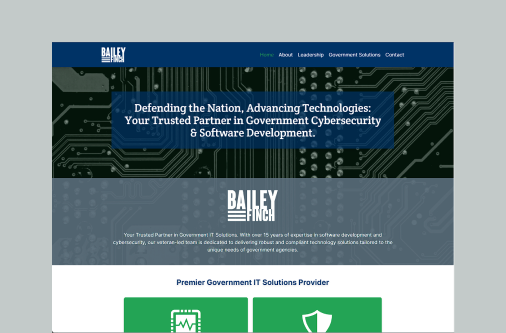 BAILEY
FINCH
Home About Leadership Government Solutions Contact
Defending the Nation, Advancing Technologies:
Your Trusted Partner in Government Cybersecurity
& Software Development.
BAILEY
FINCH
Your Trusted Partner in Government IT Solutions. With over 15 years of expertise in software development and
cybersecurity, our veteran-led team is dedicated to delivering robust and compliant technology solutions tailored to the
unique needs of government agencies.
Premier Government IT Solutions Provider